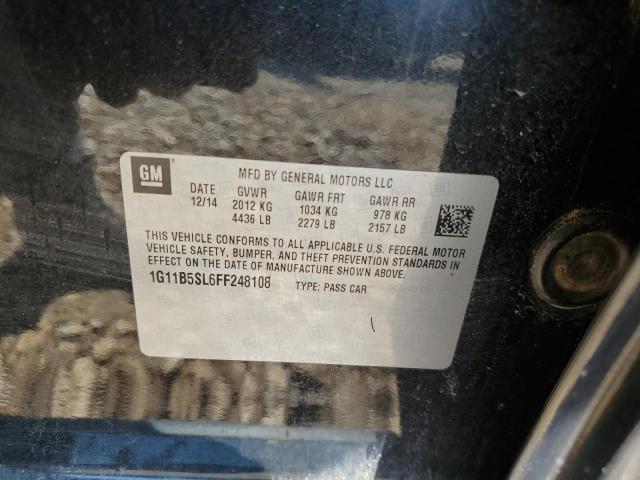 GM
MFD BY GENERAL MOTORS LLC
DATE GVWR GAWR FRT GAWR RR
12/14 2012 KG 1034 KG 978 KG
4436 LB 2279 LB 2157 LB
THIS VEHICLE CONFORMS TO ALL APPLICABLE U.S. FEDERAL MOTOR
VEHICLE SAFETY, BUMPER, AND THEFT PREVENTION STANDARDS IN
EFFECT ON THE DATE OF MANUFACTURE SHOWN ABOVE.
1G11B5SL6FF248108 TYPE: PASS CAR